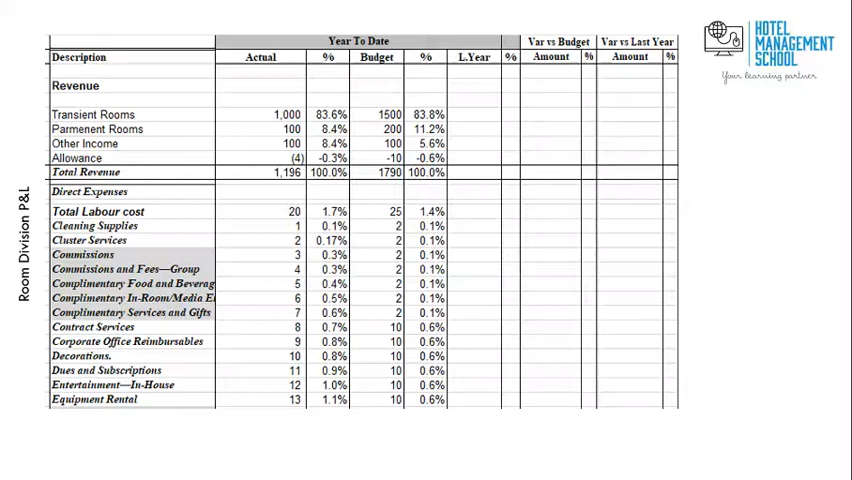 HOTEL
MANAGEMENT
SCHOOL
Your learning partner
Room Division P&L
Year To Date Var vs Budget Var vs Last Year
Description Actual % Budget % L.Year % Amount % Amount %
Revenue
Transient Rooms 1,000 83.6% 1500 83.8%
Parmenent Rooms 100 8.4% 200 11.2%
Other Income 100 8.4% 100 5.6%
Allowance (4) -0.3% -10 -0.6%
Total Revenue 1,196 100.0% 1790 100.0%
Direct Expenses
Total Labour cost 20 1.7% 25 1.4%
Cleaning Supplies 1 0.1% 2 0.1%
Cluster Services 2 0.17% 2 0.1%
Commissions 3 0.3% 2 0.1%
Commissions and Fees—Group 4 0.3% 2 0.1%
Complimentary Food and Beverag 5 0.4% 2 0.1%
Complimentary In-Room/Media E 6 0.5% 2 0.1%
Complimentary Services and Gifts 7 0.6% 2 0.1%
Contract Services 8 0.7% 10 0.6%
Corporate Office Reimbursables 9 0.8% 10 0.6%
Decorations. 10 0.8% 10 0.6%
Dues and Subscriptions 11 0.9% 10 0.6%
Entertainment—In-House 12 1.0% 10 0.6%
Equipment Rental 13 1.1% 10 0.6%